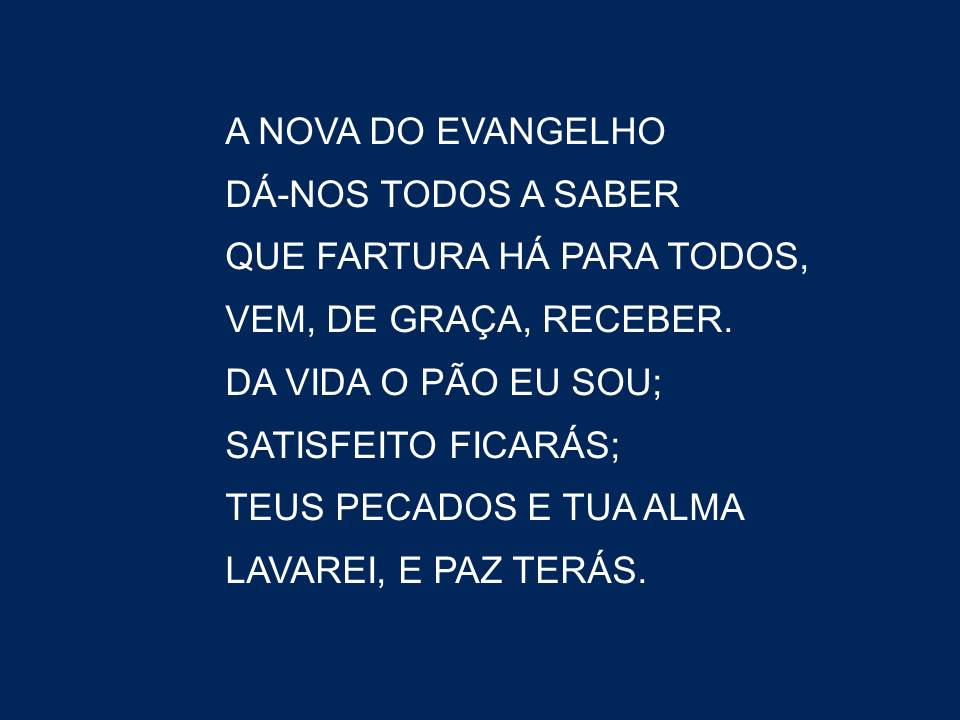 A NOVA DO EVANGELHO
DÁ-NOS TODOS A SABER
QUE FARTURA HÁ PARA TODOS,
VEM, DE GRAÇA, RECEBER.
DA VIDA O PÃO EU SOU;
SATISFEITO FICARÁS;
TEUS PECADOS E TUA ALMA
LAVAREI, E PAZ TERÁS.